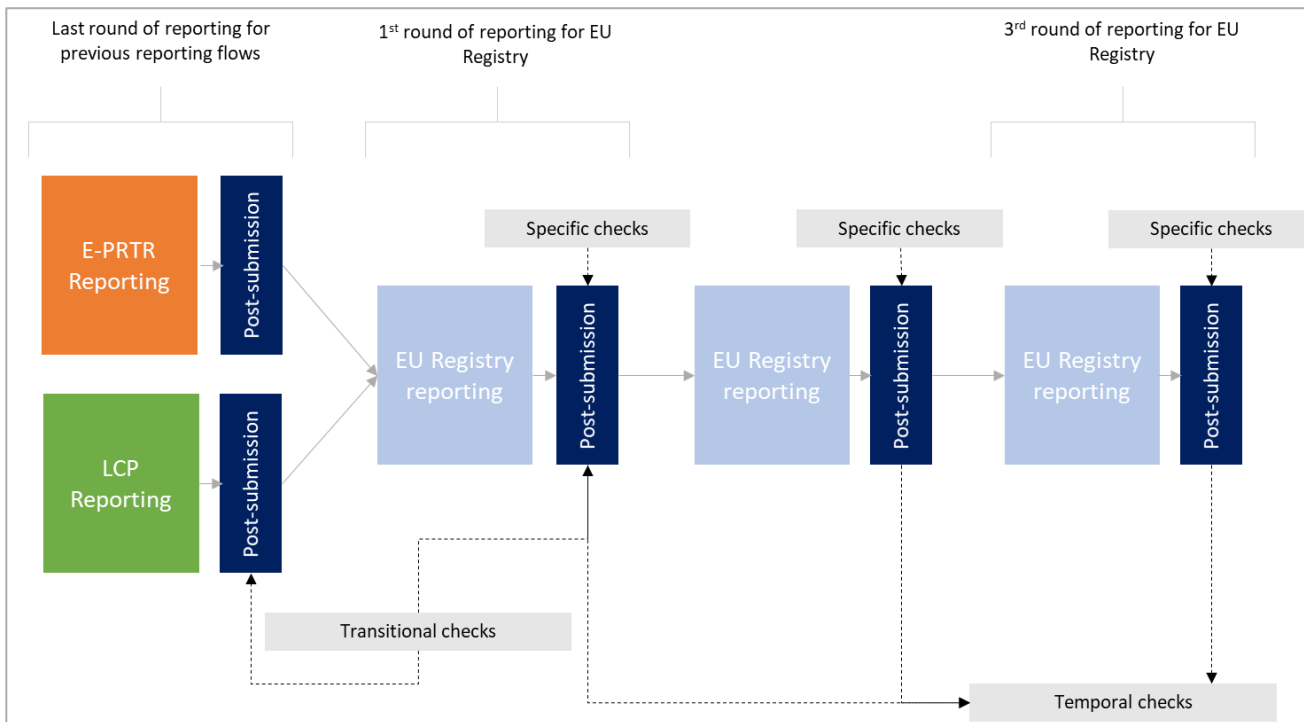 Last round of reporting for
previous reporting flows
1st round of reporting for EU
Registry
3rd round of reporting for EU
Registry
Specific checks
Specific checks
Specific checks
E-PRTR
Reporting
Post-submission
LCP
Reporting
Post-submission
EU Registry
reporting
Post-submission
EU Registry
reporting
Post-submission
EU Registry
reporting
Post-submission
Transitional checks
Temporal checks